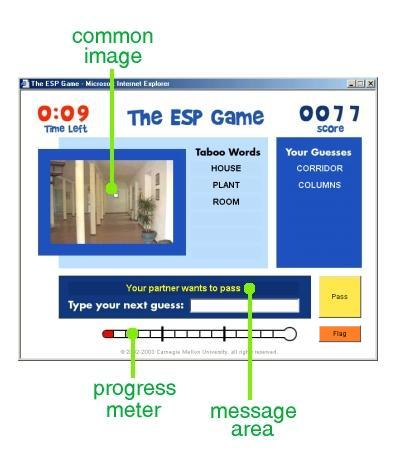 common
image
The ESP Game - Microsoft Internet Explorer
0:09
Time Left
The ESP Game
0077
score
Taboo Words
HOUSE
PLANT
ROOM
Your Guesses
CORRIDOR
COLUMNS
Your partner wants to pass
Type your next guess:
Pass
Flag
© 2002-2003 Carnegie Mellon University, all right reserved.
progress
meter
message
area